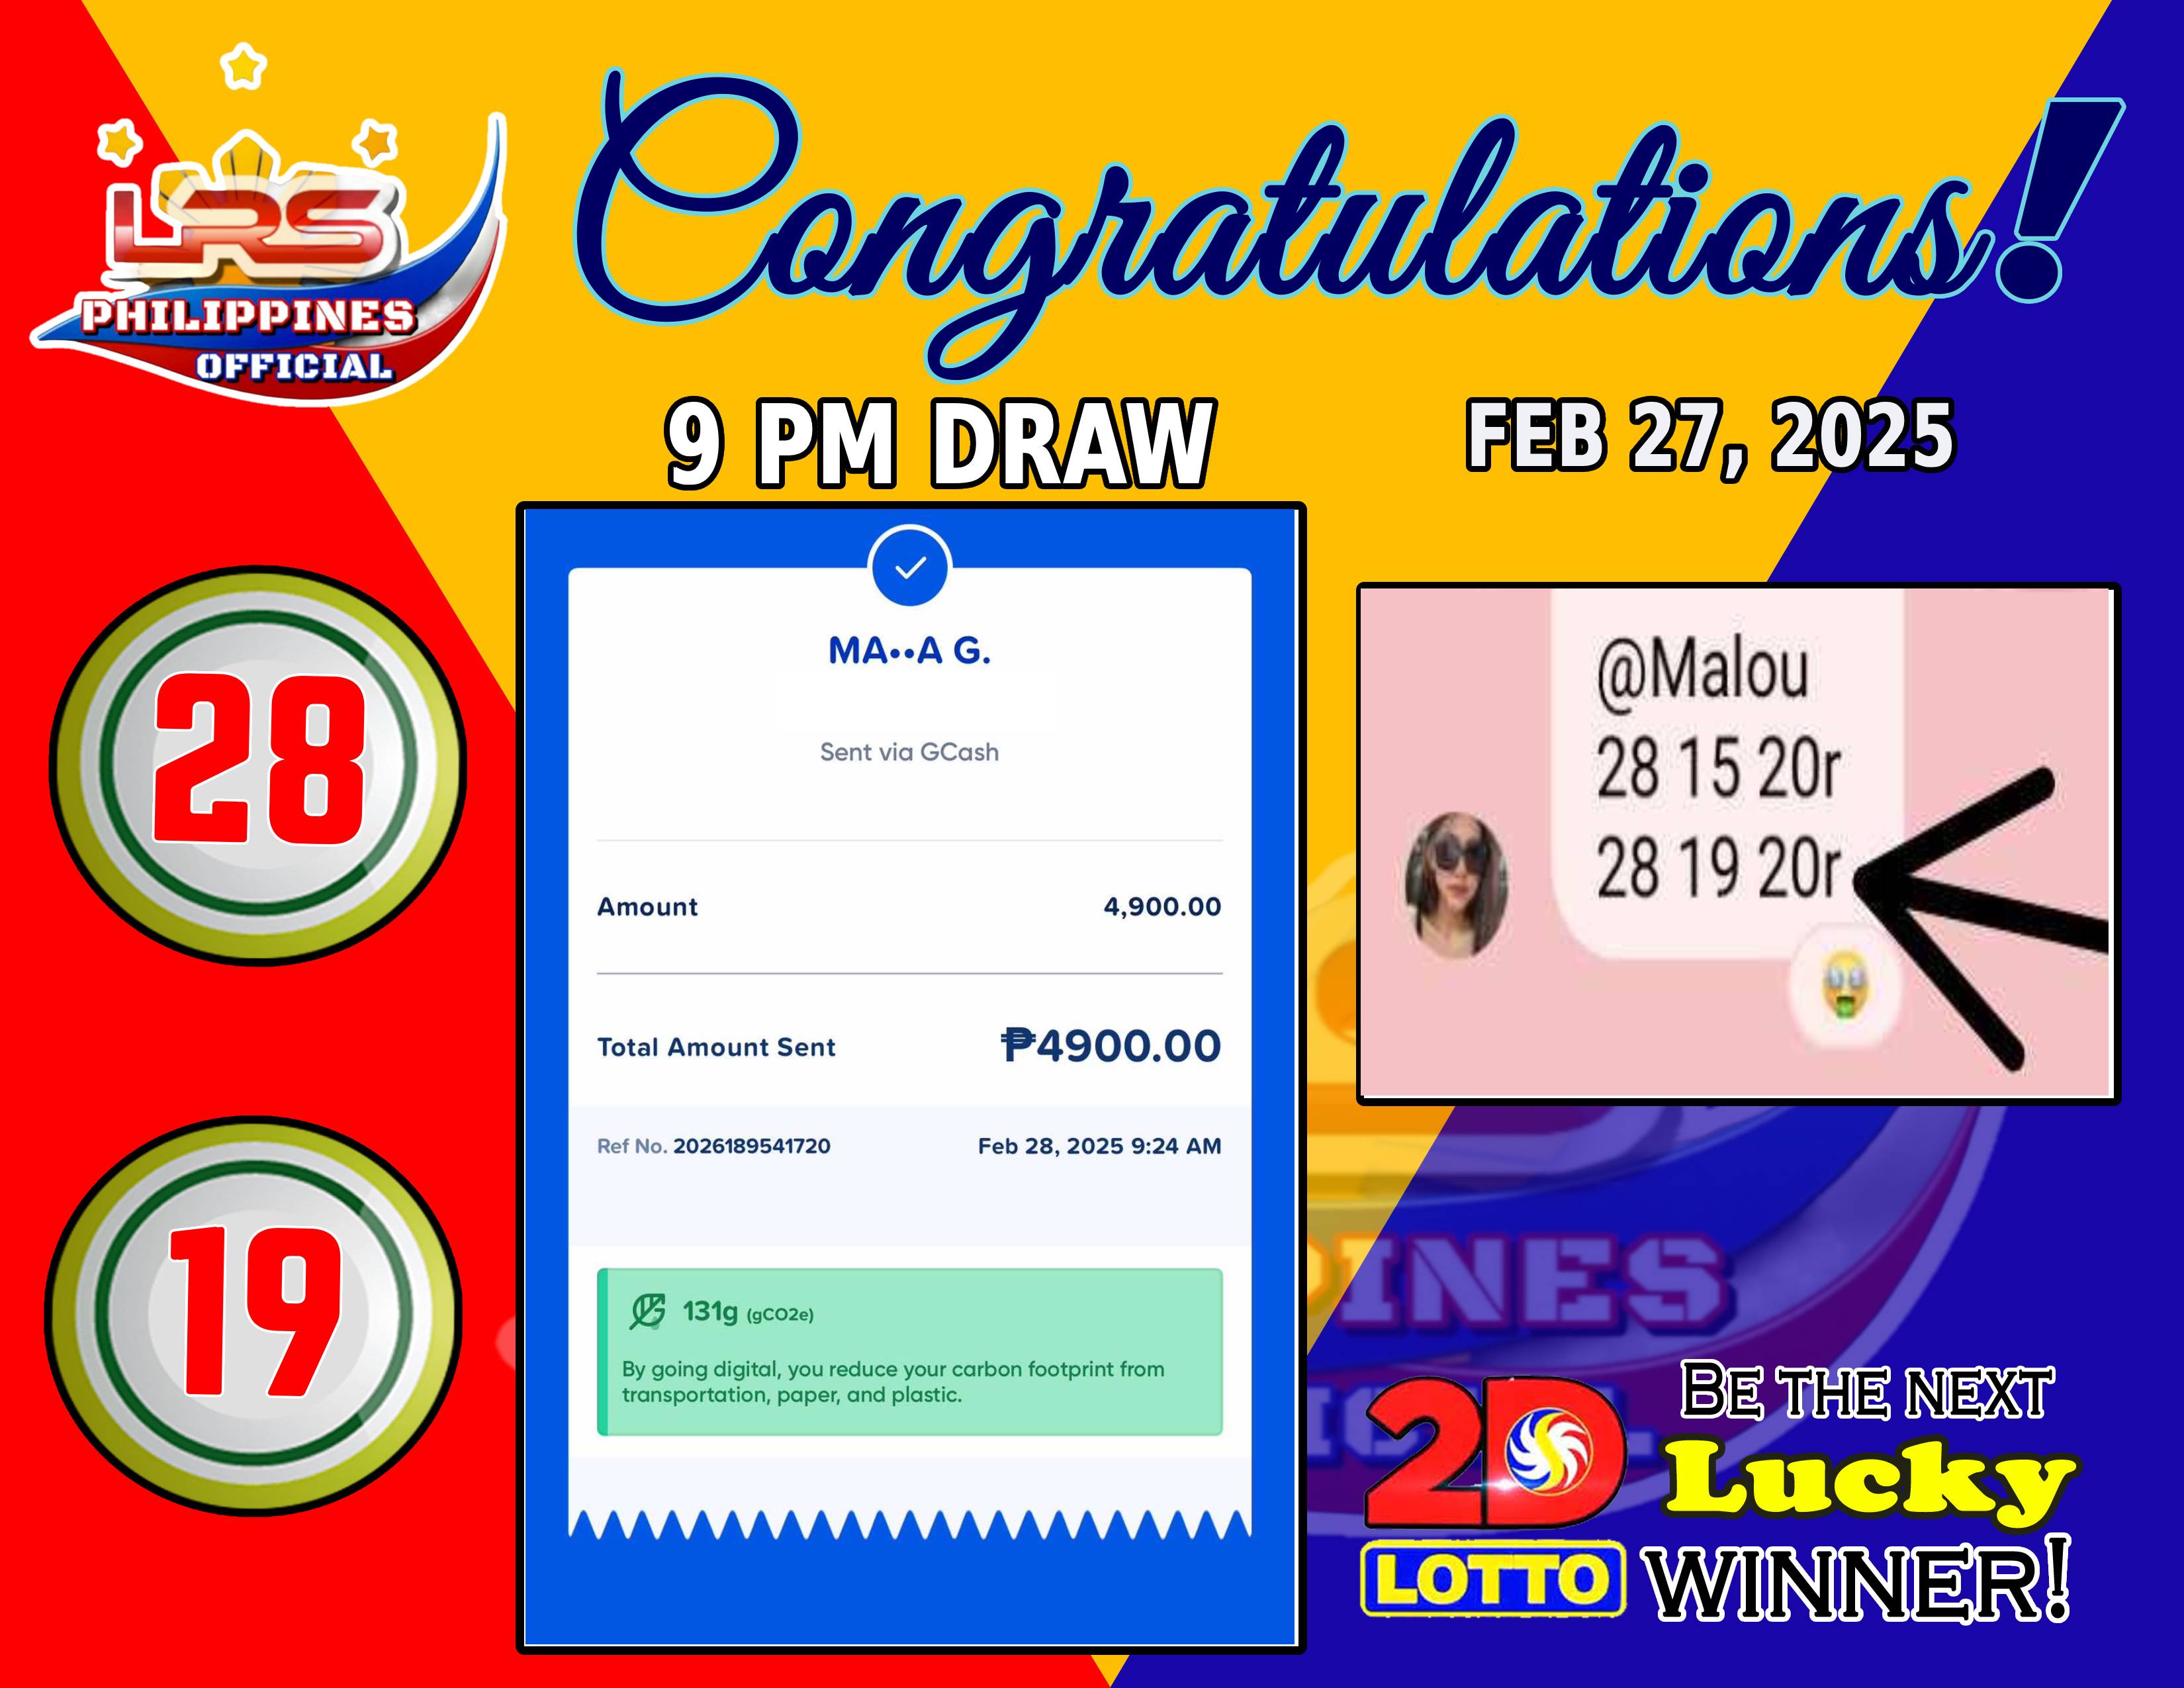 LRS
PHILIPPINES
OFFICIAL
Congratulations!
9 PM DRAW
FEB 27, 2025
28
19
MA••A G.
Sent via GCash
Amount 4,900.00
Total Amount Sent ₱4900.00
Ref No. 2026189541720 Feb 28, 2025 9:24 AM
131g (gCO2e)
By going digital, you reduce your carbon footprint from
transportation, paper, and plastic.
@Malou
28 15 20r
28 19 20r
PINES
2D
LOTTO
BE THE NEXT
Lucky
WINNER!